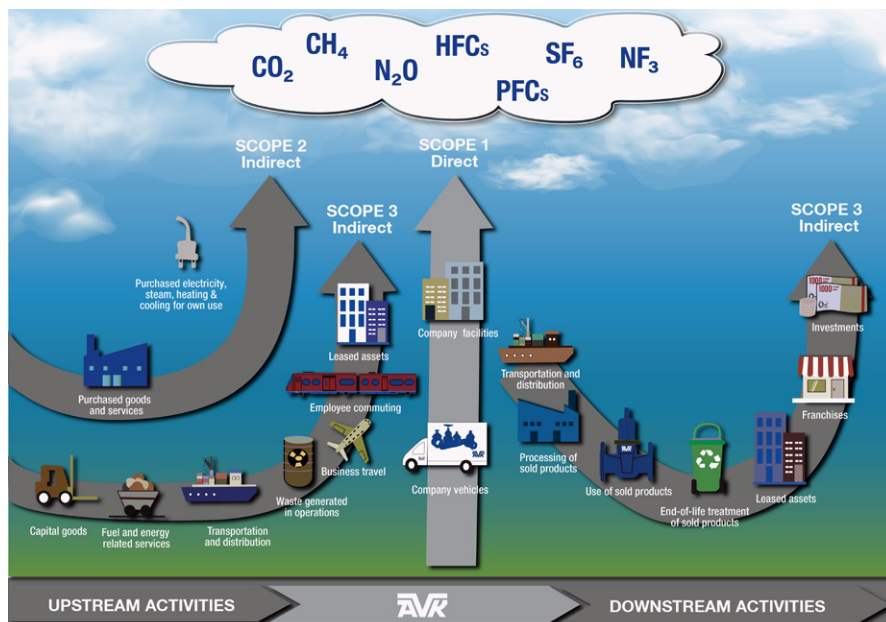 CO₂
CH₄
N₂O
HFCs
PFCs
SF₆
NF₃
SCOPE 2
Indirect
SCOPE 1
Direct
SCOPE 3
Indirect
SCOPE 3
Indirect
Purchased electricity,
steam, heating &
cooling for own use
Purchased goods
and services
Leased assets
Employee commuting
Business travel
Waste generated
in operations
Transportation
and distribution
Fuel and energy
related services
Capital goods
Company facilities
AVK
Company vehicles
Transportation and
distribution
Processing of
sold products
Use of sold products
End-of-life treatment
of sold products
Leased assets
Franchises
1000
1000
Investments
UPSTREAM ACTIVITIES
AVK
DOWNSTREAM ACTIVITIES